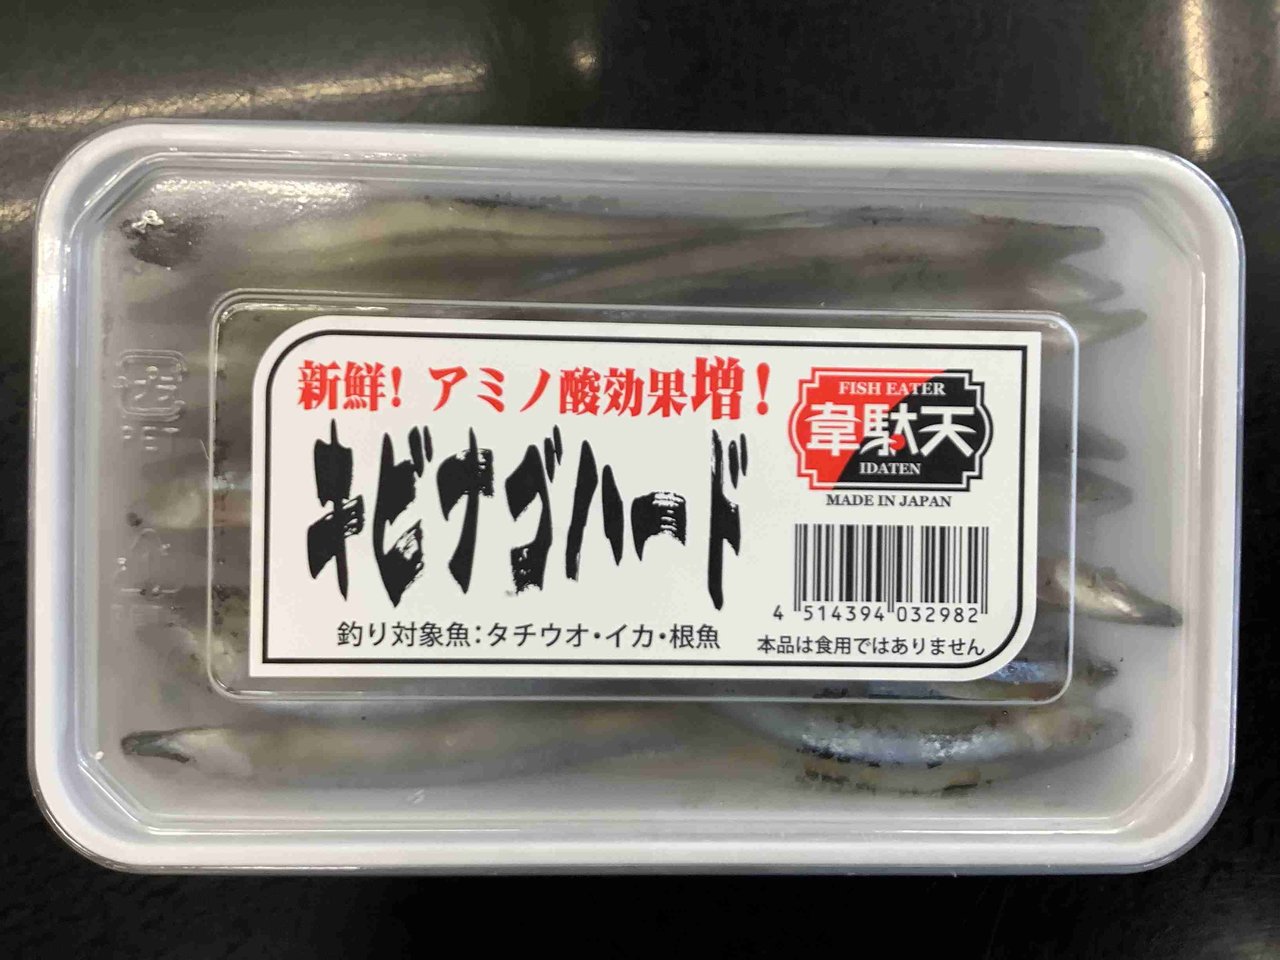 新鮮! アミノ酸効果増!
キビナゴハード
釣り対象魚：タチウオ・イカ・根魚
FISH EATER
韋駄天
IDATEN
MADE IN JAPAN
4 514394 032982
本品は食用ではありません